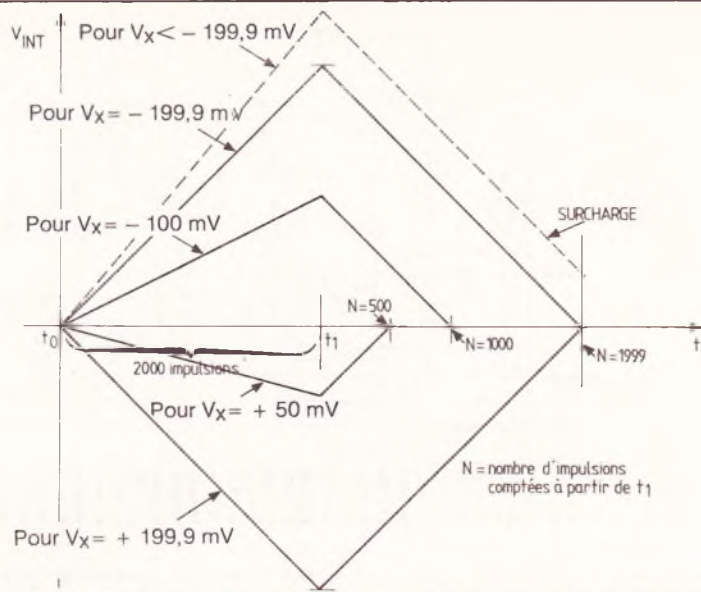 V_INT
Pour V_X < – 199,9 mV
Pour V_X = – 199,9 mV
SURCHARGE
Pour V_X = – 100 mV
N = 500
t_0
t_1
t
N = 1000
N = 1999
2000 impulsions
Pour V_X = + 50 mV
N = nombre d'impulsions
comptées à partir de t_1
Pour V_X = + 199,9 mV